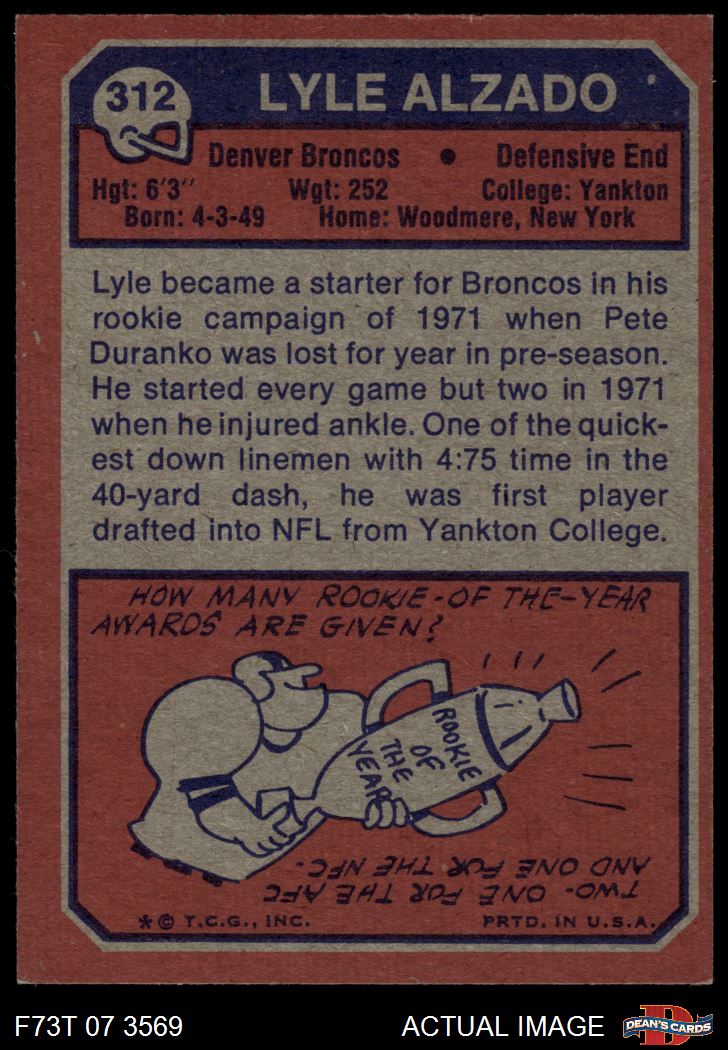 312
LYLE ALZADO
Denver Broncos • Defensive End
Hgt: 6'3" Wgt: 252 College: Yankton
Born: 4-3-49 Home: Woodmere, New York
Lyle became a starter for Broncos in his
rookie campaign of 1971 when Pete
Duranko was lost for year in pre-season.
He started every game but two in 1971
when he injured ankle. One of the quick-
est down linemen with 4:75 time in the
40-yard dash, he was first player
drafted into NFL from Yankton College.
HOW MANY ROOKIE-OF THE-YEAR
AWARDS ARE GIVEN?
ROOKIE
OF
THE
YEAR
TWO - ONE FOR THE AFC
AND ONE FOR THE NFC.
* © T.C.G., INC. PRTD. IN U.S.A.
F73T 07 3569 ACTUAL IMAGE
D
DEAN'S CARDS